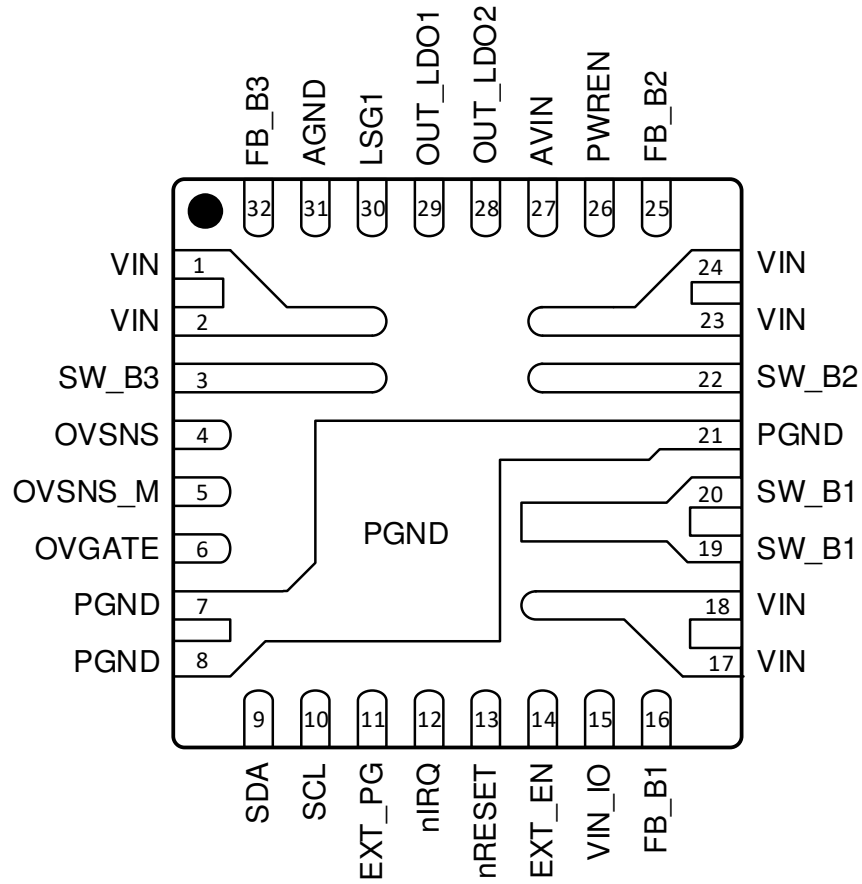 FB_B3
AGND
LSG1
OUT_LDO1
OUT_LDO2
AVIN
PWREN
FB_B2
32
31
30
29
28
27
26
25
VIN 1
24 VIN
VIN 2
23 VIN
SW_B3 3
22 SW_B2
OVSNS 4
21 PGND
OVSNS_M 5
20 SW_B1
PGND
OVGATE 6
19 SW_B1
PGND 7
18 VIN
PGND 8
17 VIN
9
10
11
12
13
14
15
16
SDA
SCL
EXT_PG
nIRQ
nRESET
EXT_EN
VIN_IO
FB_B1